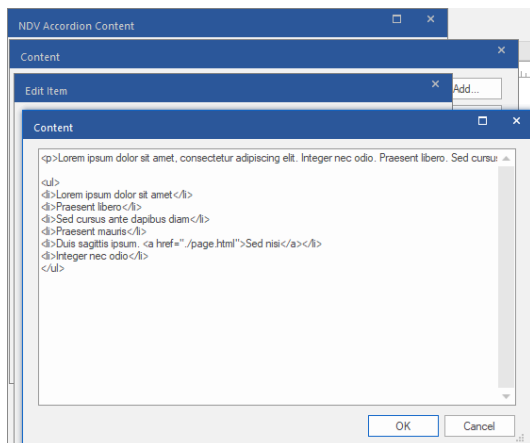 NDV Accordion Content
Content
Edit Item
Add...
Content
<p>Lorem ipsum dolor sit amet, consectetur adipiscing elit. Integer nec odio. Praesent libero. Sed cursus
<ul>
<li>Lorem ipsum dolor sit amet</li>
<li>Praesent libero</li>
<li>Sed cursus ante dapibus diam</li>
<li>Praesent mauris</li>
<li>Duis sagittis ipsum. <a href="./page.html">Sed nisi</a></li>
<li>Integer nec odio</li>
</ul>
OK
Cancel